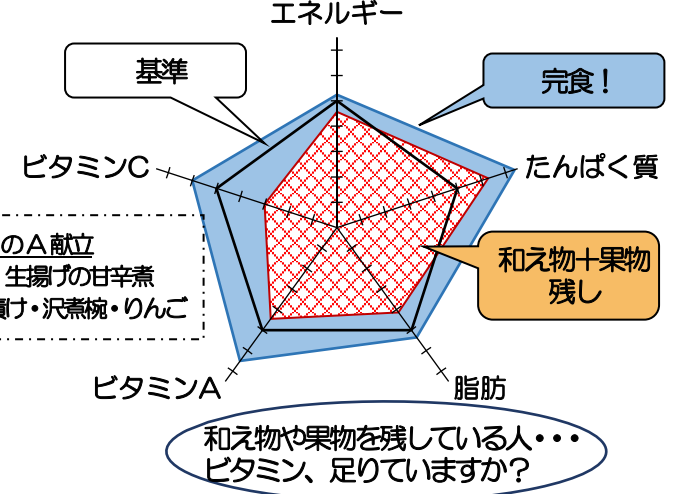 エネルギー
基準
完食！
ビタミンC
たんぱく質
のA献立
生揚げの甘辛煮
け・沢煮椀・りんご
和え物＋果物
残し
ビタミンA
脂肪
和え物や果物を残している人・・・
ビタミン、足りていますか？